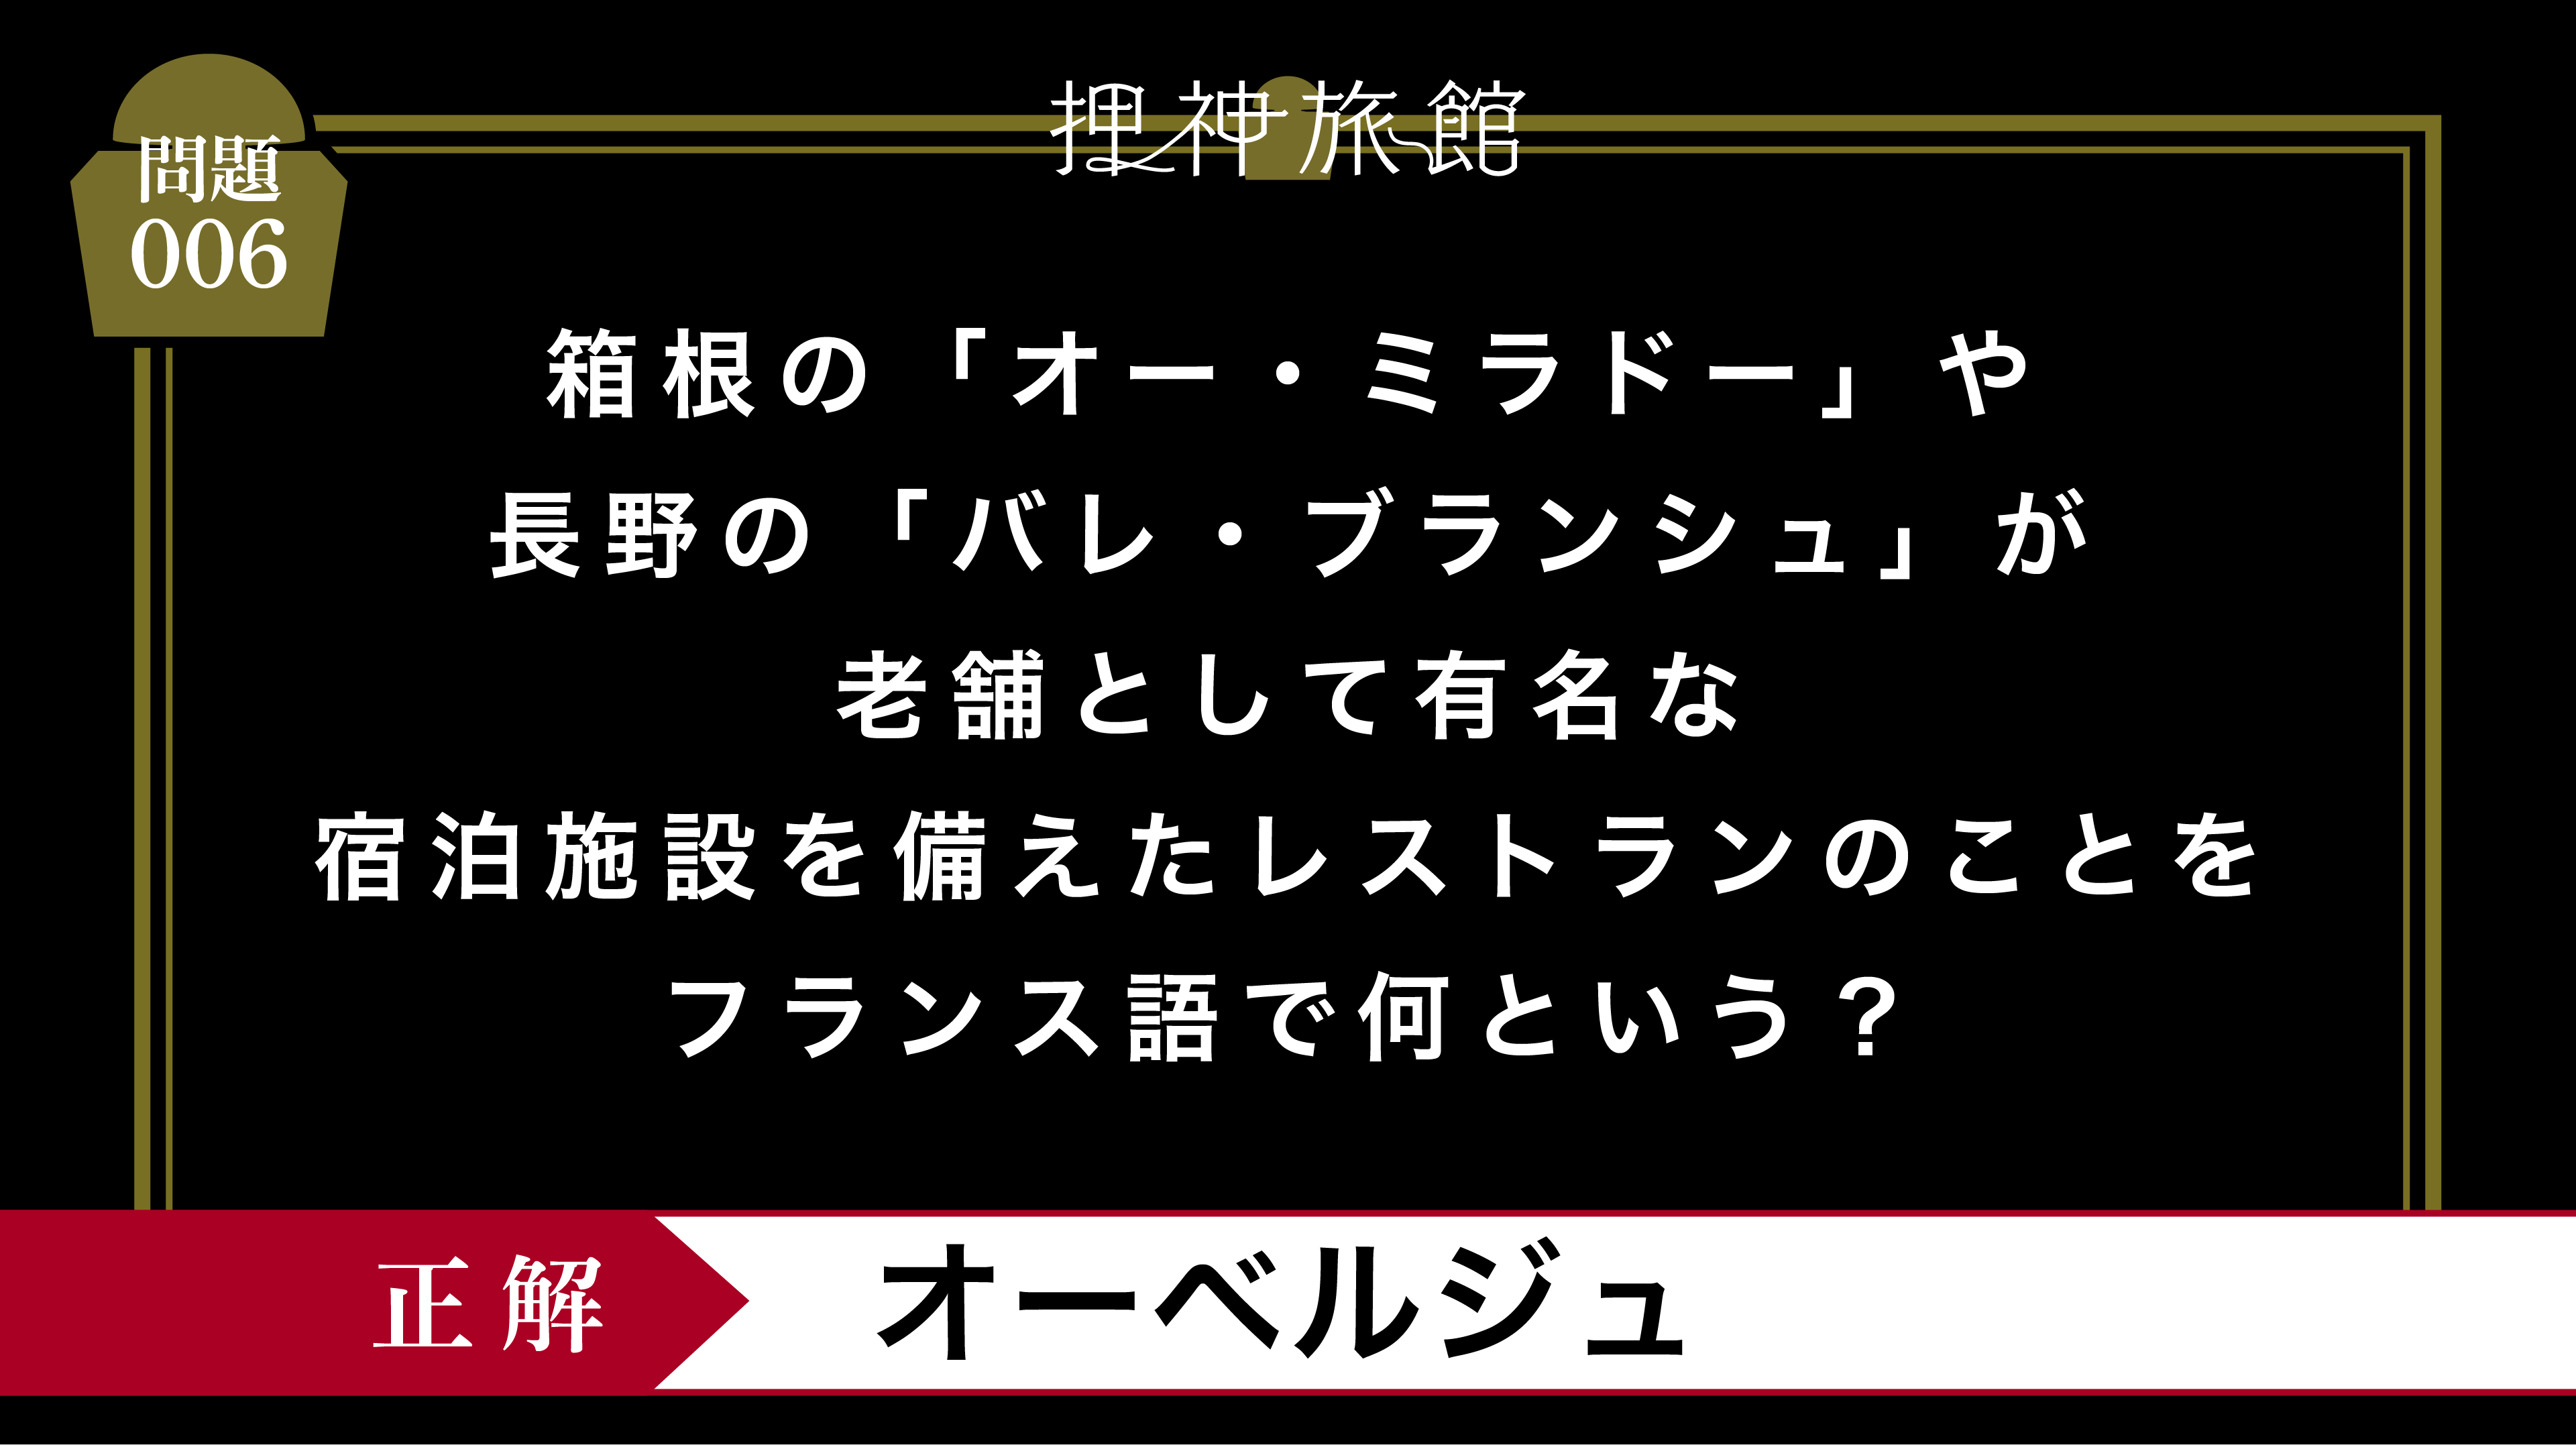 押神旅館
問題
006
箱根の「オー・ミラドー」や
長野の「バレ・ブランシュ」が
老舗として有名な
宿泊施設を備えたレストランのことを
フランス語で何という？
正解
オーベルジュ